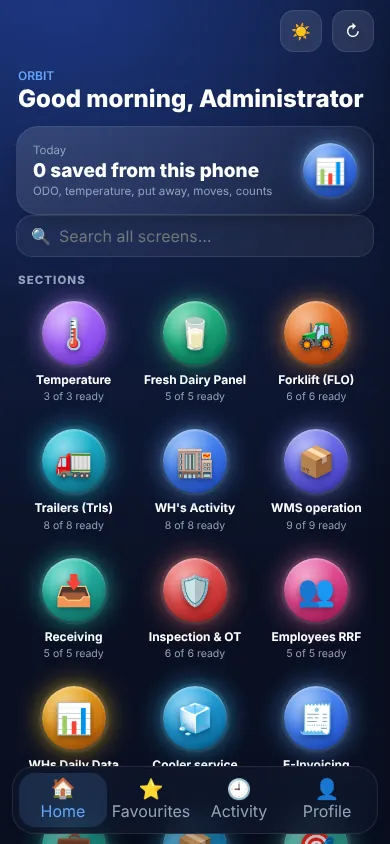 ORBIT
Good morning, Administrator
Today
0 saved from this phone
ODO, temperature, put away, moves, counts
Search all screens...
SECTIONS
Temperature
3 of 3 ready
Fresh Dairy Panel
5 of 5 ready
Forklift (FLO)
6 of 6 ready
Trailers (Trls)
8 of 8 ready
WH's Activity
8 of 8 ready
WMS operation
9 of 9 ready
Receiving
5 of 5 ready
Inspection & OT
6 of 6 ready
Employees RRF
5 of 5 ready
WHs Daily Data
Cooler service
E-Invoicing
Home
Favourites
Activity
Profile